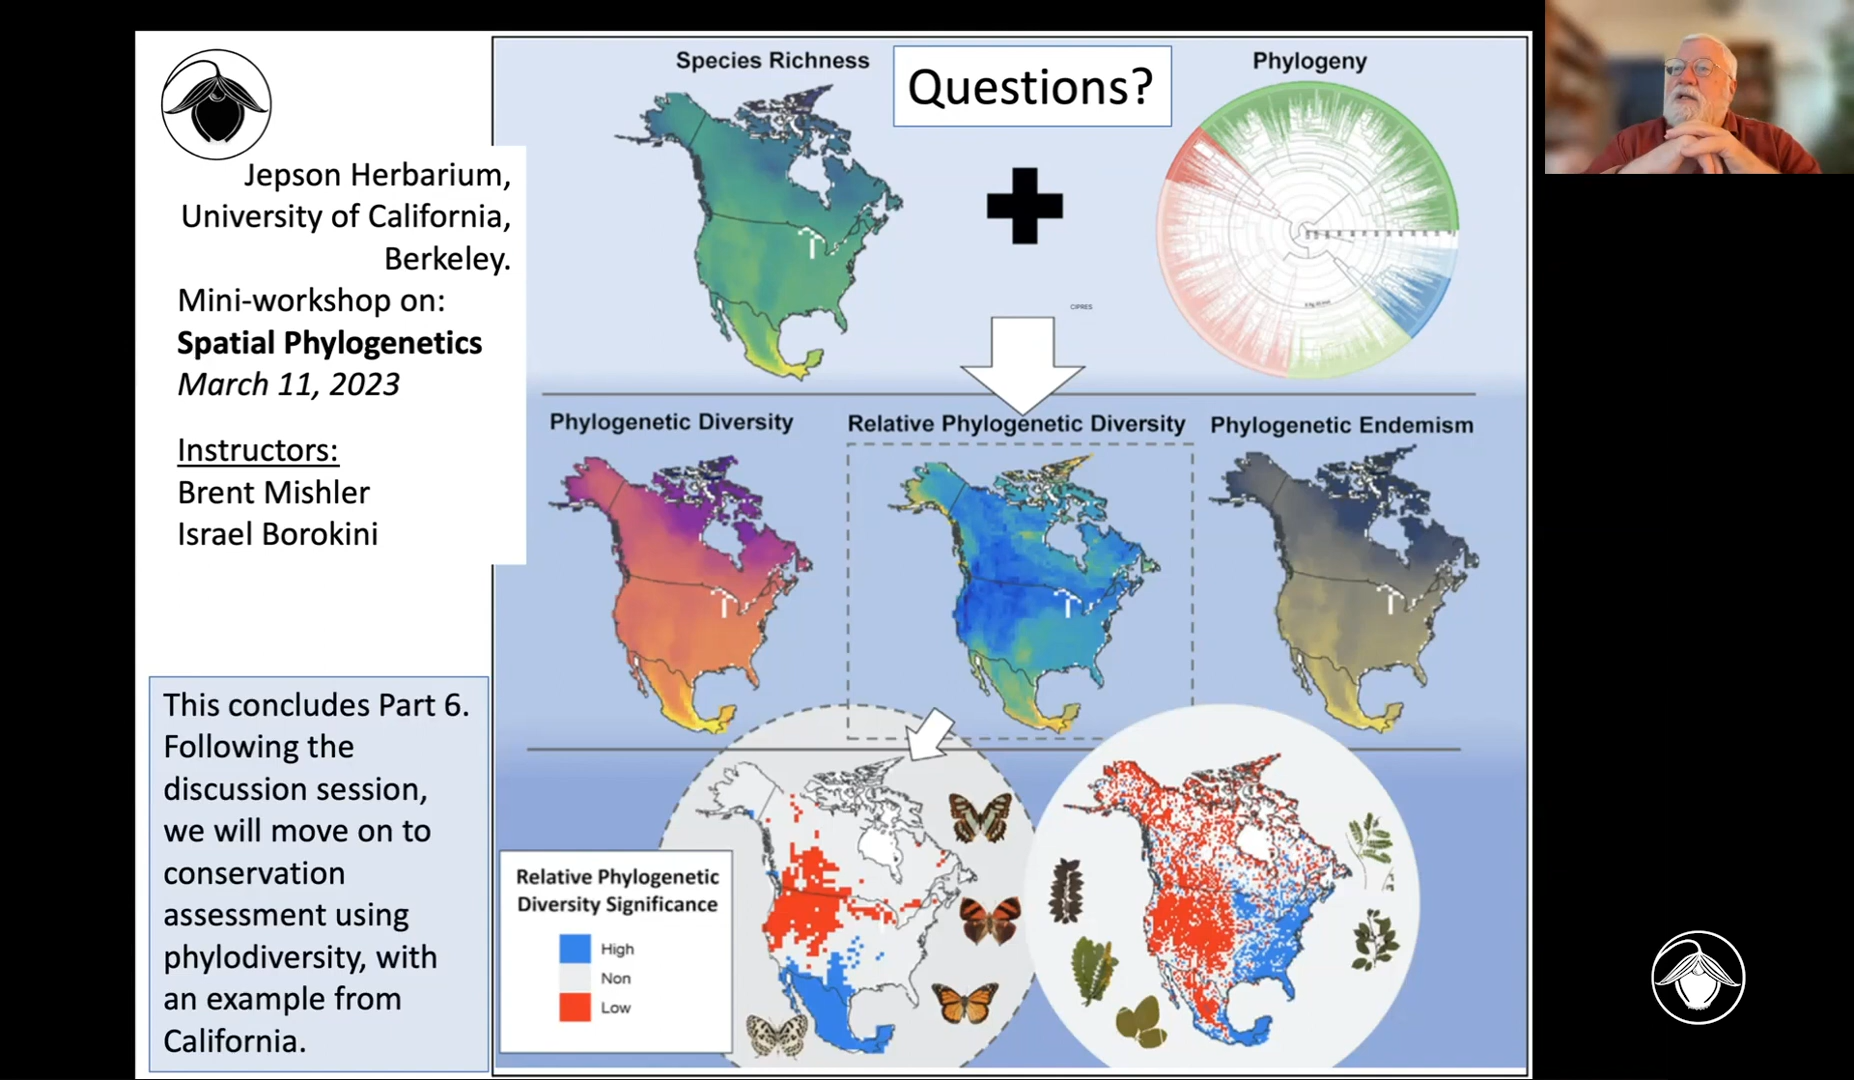 Jepson Herbarium,
University of California,
Berkeley.
Mini-workshop on:
Spatial Phylogenetics
March 11, 2023
Instructors:
Brent Mishler
Israel Borokini
This concludes Part 6.
Following the
discussion session,
we will move on to
conservation
assessment using
phylodiversity, with
an example from
California.
Species Richness
Questions?
Phylogeny
CIPRES
Phylogenetic Diversity
Relative Phylogenetic Diversity
Phylogenetic Endemism
Relative Phylogenetic
Diversity Significance
High
Non
Low